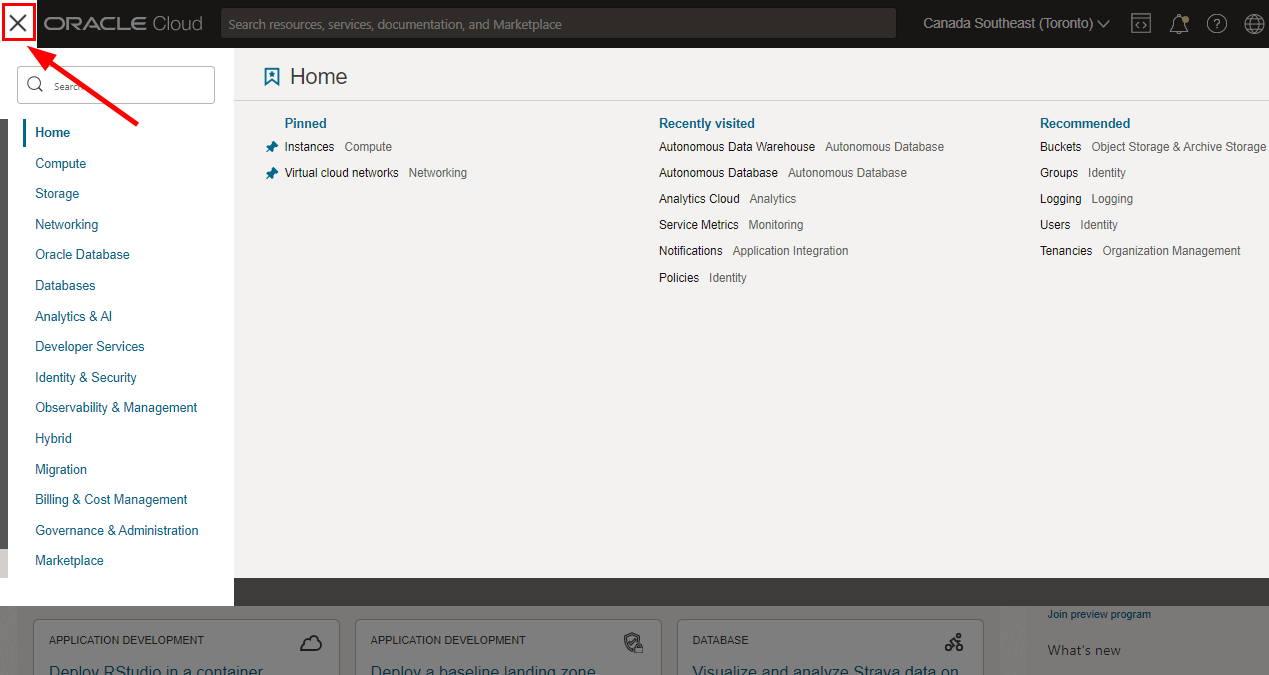 ORACLE Cloud
Search resources, services, documentation, and Marketplace
Canada Southeast (Toronto)
Search
Home
Compute
Storage
Networking
Oracle Database
Databases
Analytics & AI
Developer Services
Identity & Security
Observability & Management
Hybrid
Migration
Billing & Cost Management
Governance & Administration
Marketplace
Home
Pinned
Instances Compute
Virtual cloud networks Networking
Recently visited
Autonomous Data Warehouse Autonomous Database
Autonomous Database Autonomous Database
Analytics Cloud Analytics
Service Metrics Monitoring
Notifications Application Integration
Policies Identity
Recommended
Buckets Object Storage & Archive Storage
Groups Identity
Logging Logging
Users Identity
Tenancies Organization Management
APPLICATION DEVELOPMENT
Deploy RStudio in a container
APPLICATION DEVELOPMENT
Deploy a baseline landing zone
DATABASE
Visualize and analyze Strava data on
Join preview program
What's new